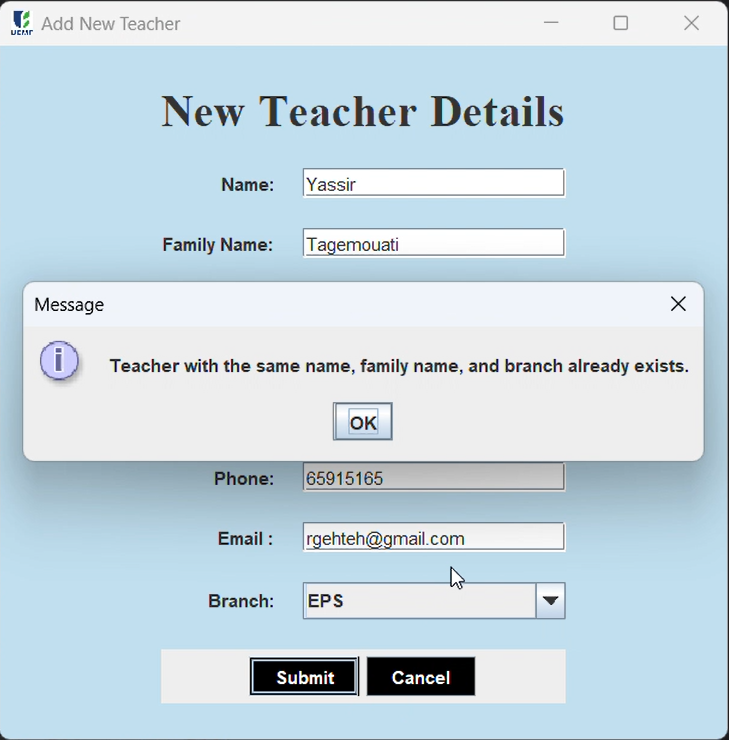 UEMF
Add New Teacher
New Teacher Details
Name: Yassir
Family Name: Tagemouati
Message
i
Teacher with the same name, family name, and branch already exists.
OK
Phone: 65915165
Email : rgehteh@gmail.com
Branch: EPS
Submit Cancel